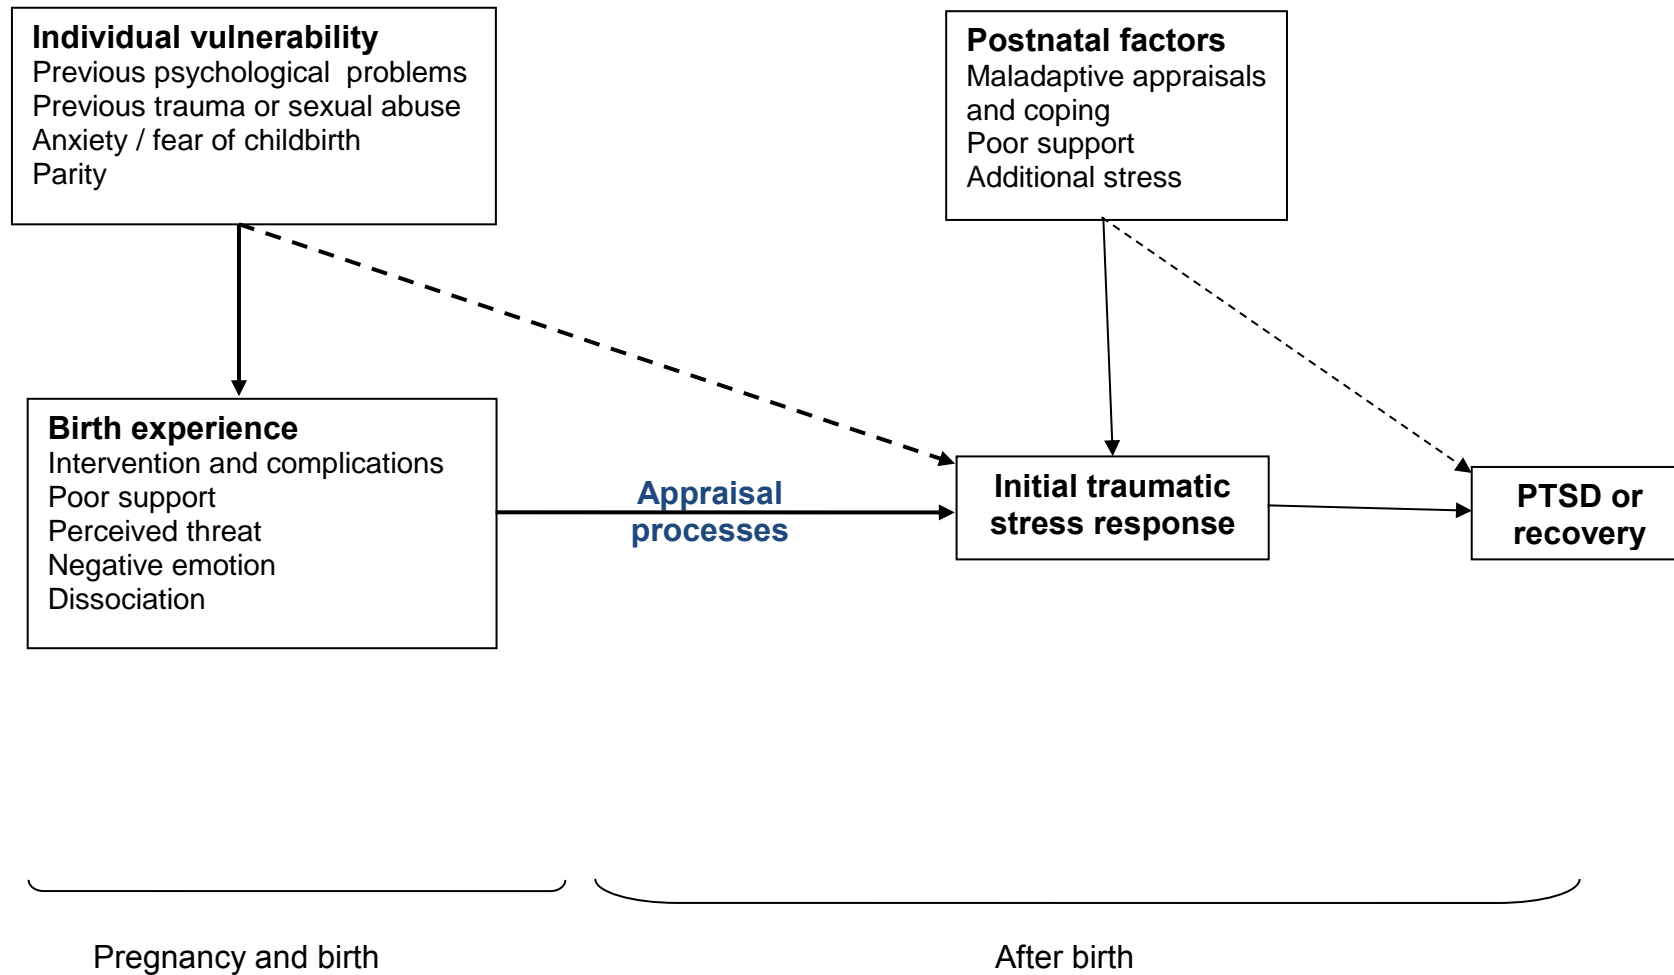 Individual vulnerability
Previous psychological  problems
Previous trauma or sexual abuse
Anxiety / fear of childbirth
Parity
Postnatal factors
Maladaptive appraisals
and coping
Poor support
Additional stress
Birth experience
Intervention and complications
Poor support
Perceived threat
Negative emotion
Dissociation
Appraisal
processes
Initial traumatic
stress response
PTSD or
recovery
Pregnancy and birth
After birth